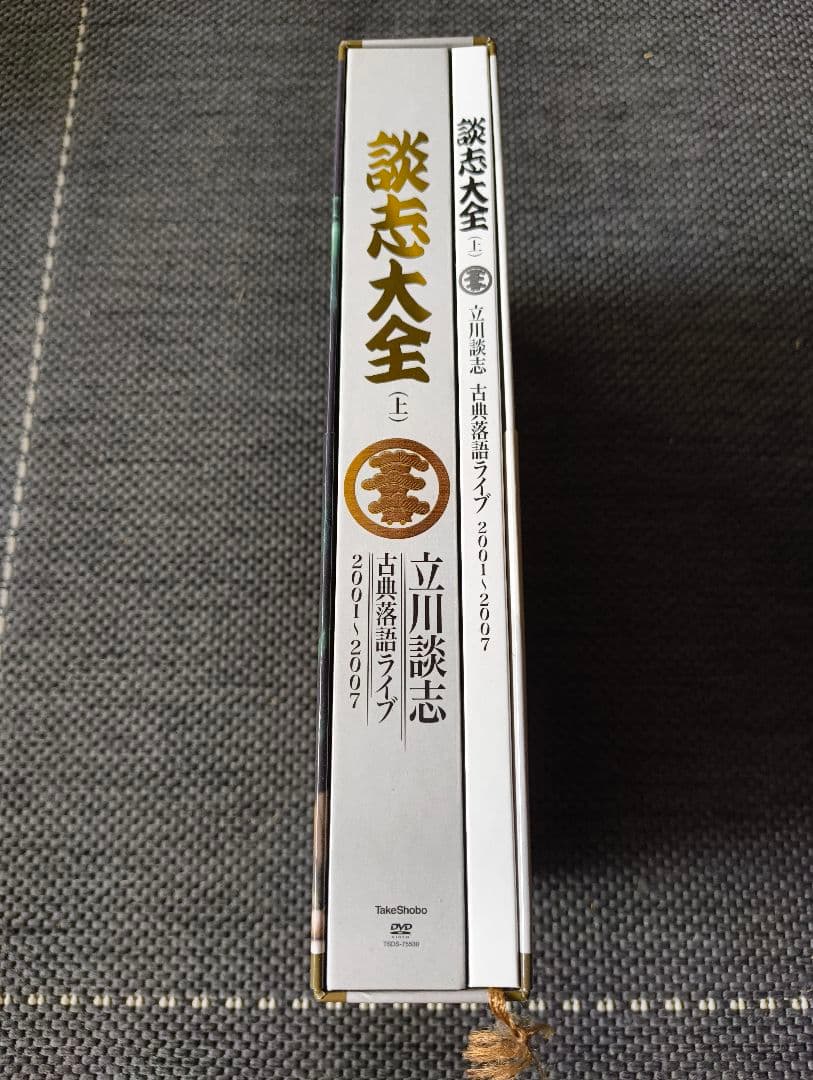 談志大全
(上)
立川談志
古典落語ライブ
2001~2007
TakeShobo
DVD
VIDEO
談志大全
(上)
立川談志 古典落語ライブ 2001~2007